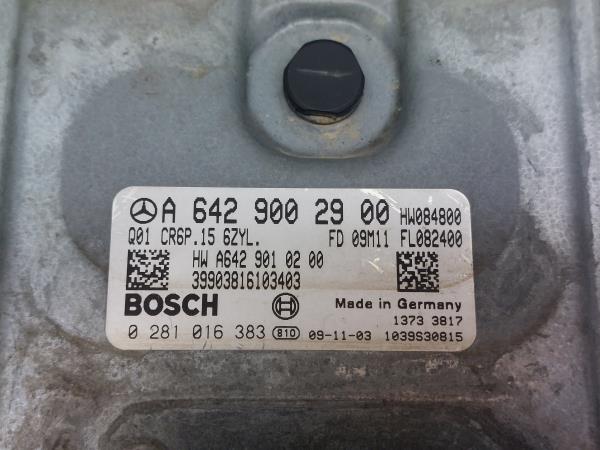 A 642 900 29 00 HW084800
Q01 CR6P.15 6ZYL. FD 09M11 FL082400
HW A642 901 02 00
39903816103403
BOSCH Made in Germany
1373 3817
0 281 016 383 810 09-11-03 1039S30815